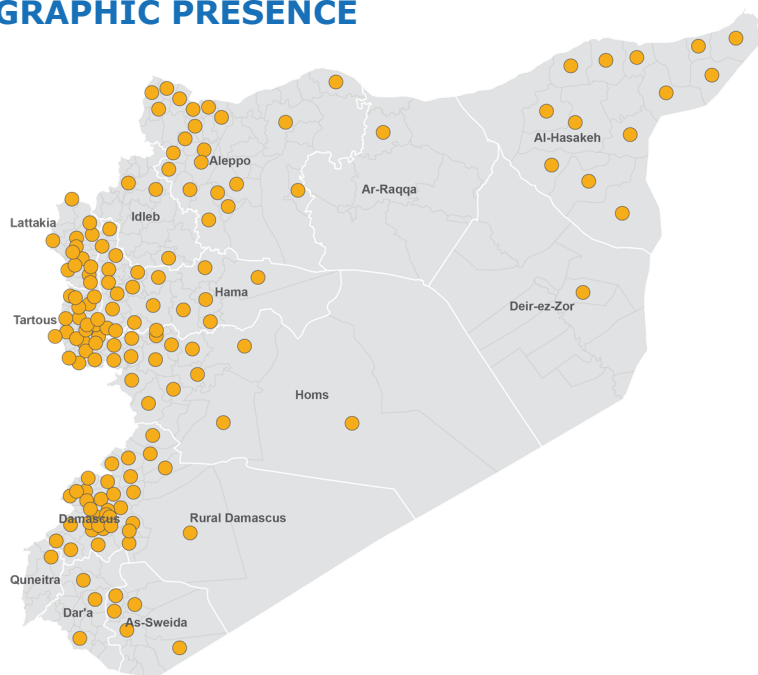 GRAPHIC PRESENCE
Aleppo
Al-Hasakeh
Ar-Raqqa
Idleb
Lattakia
Hama
Deir-ez-Zor
Tartous
Homs
Damascus
Rural Damascus
Quneitra
Dar'a
As-Sweida